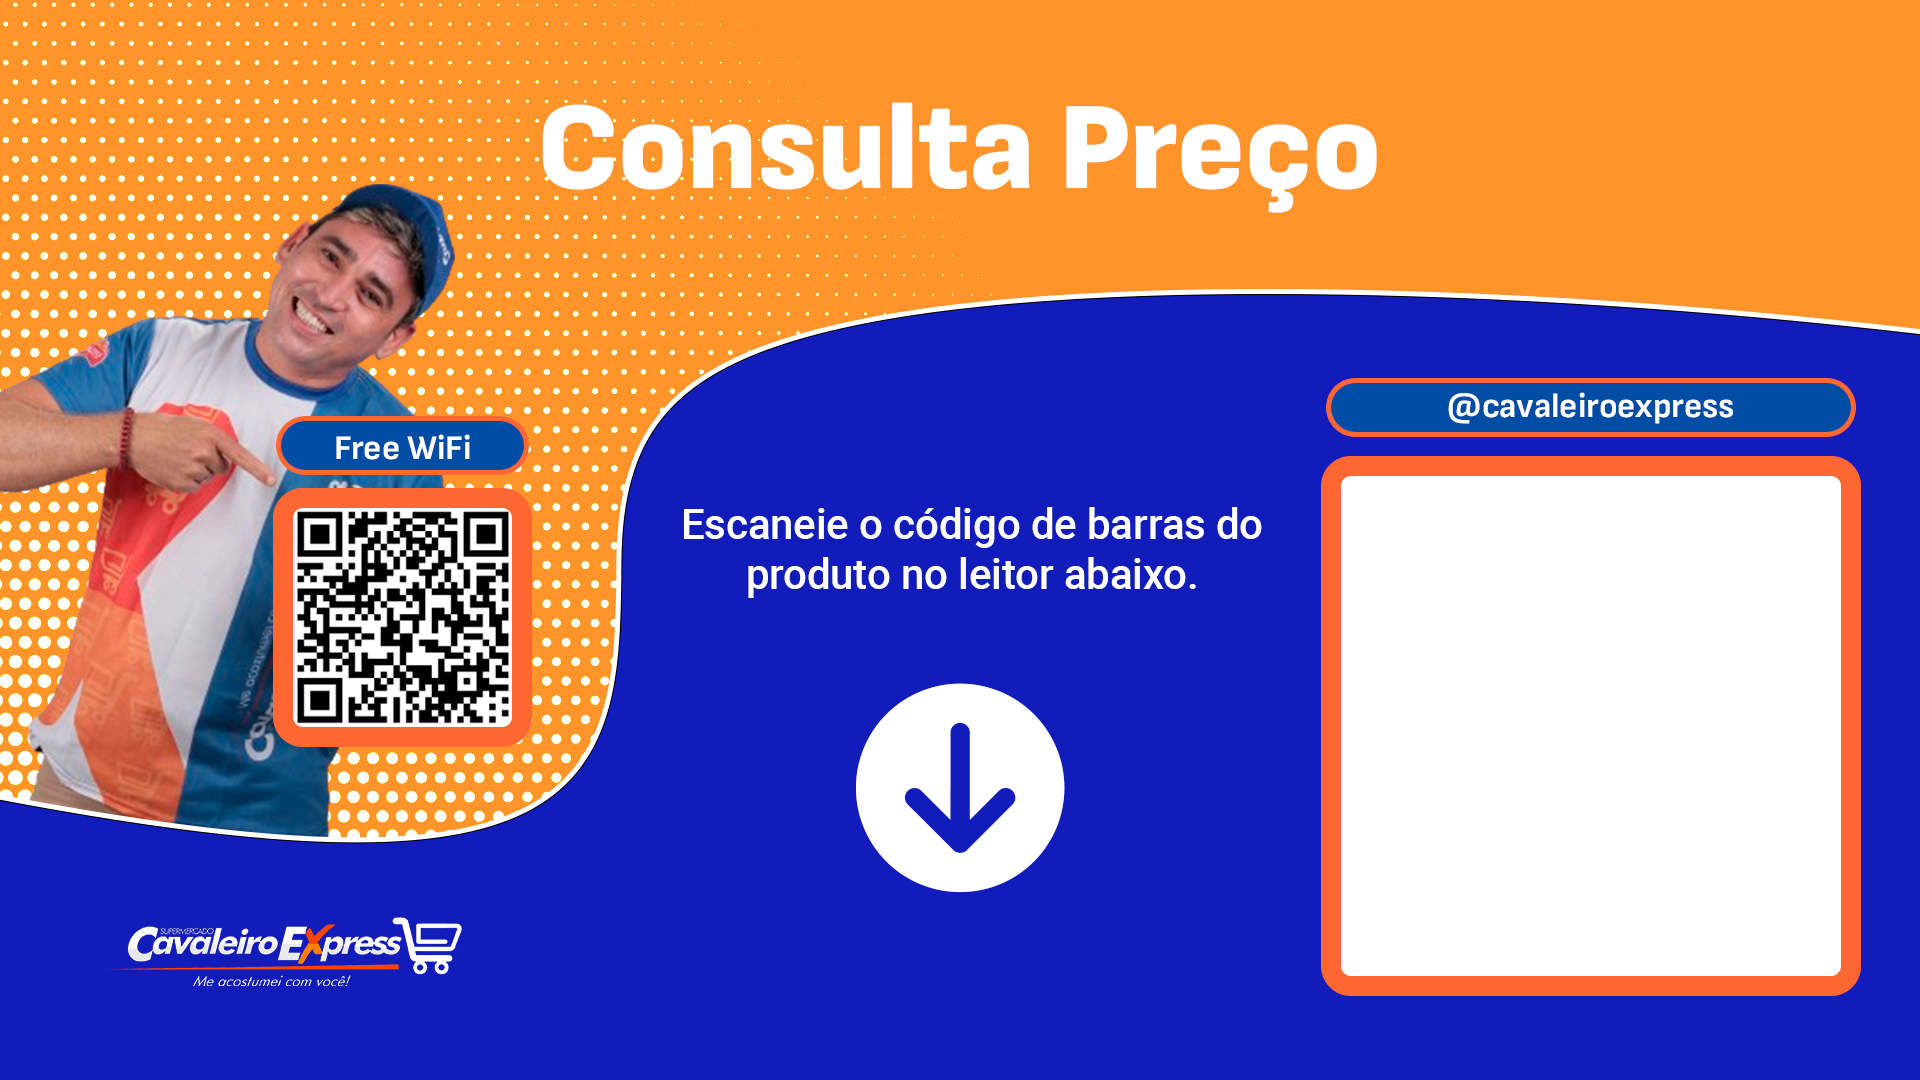 Consulta Preço
@cavaleiroexpress
Free WiFi
Escaneie o código de barras do
produto no leitor abaixo.
SUPERMERCADO
Cavaleiro Express
Me acostumei com você!